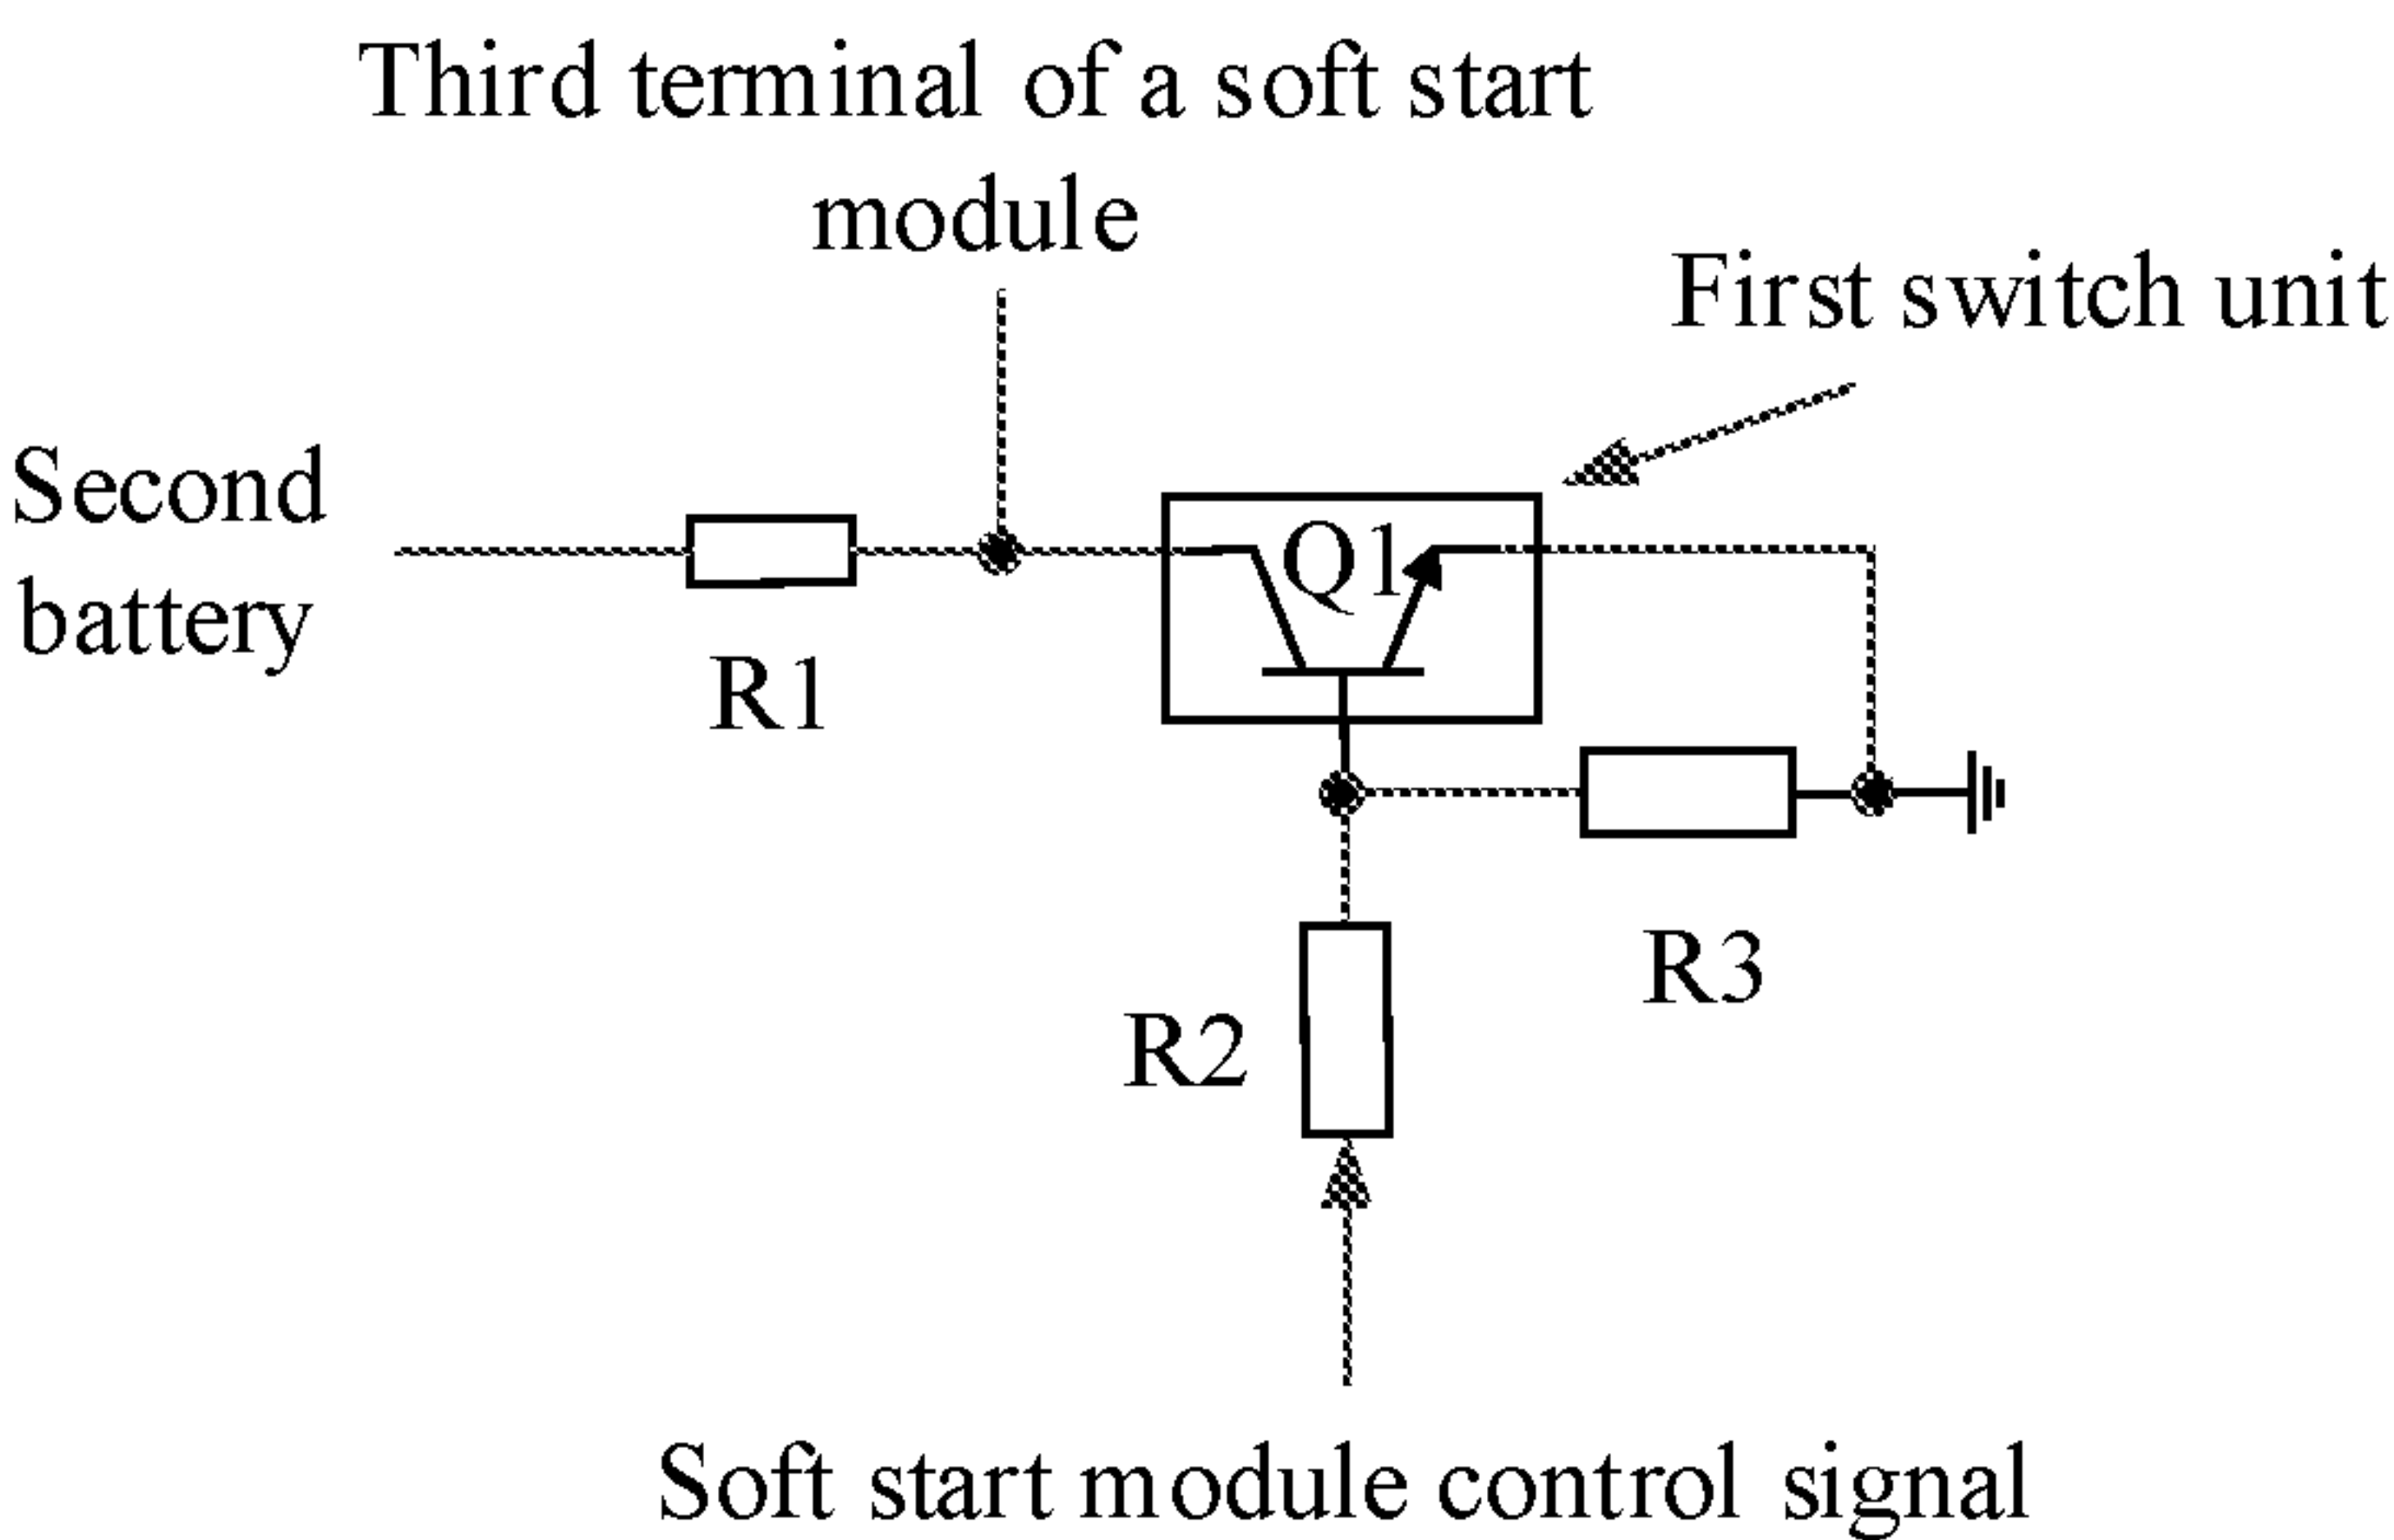 Third terminal of a soft start
module
First switch unit
Second
battery
Q1
R1
R3
R2
Soft start module control signal